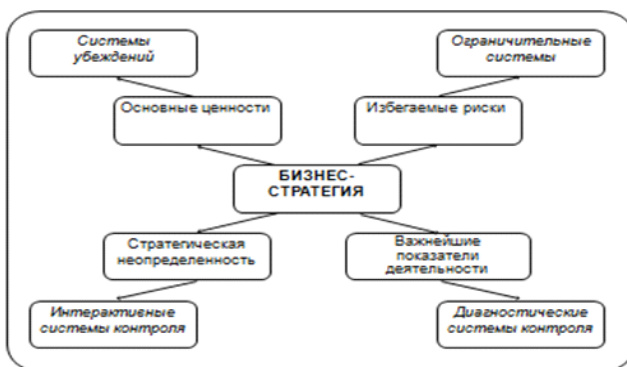 Системы
убеждений
Ограничительные
системы
Основные ценности
Избегаемые риски
БИЗНЕС-
СТРАТЕГИЯ
Стратегическая
неопределенность
Важнейшие
показатели
деятельности
Интерактивные
системы контроля
Диагностические
системы контроля